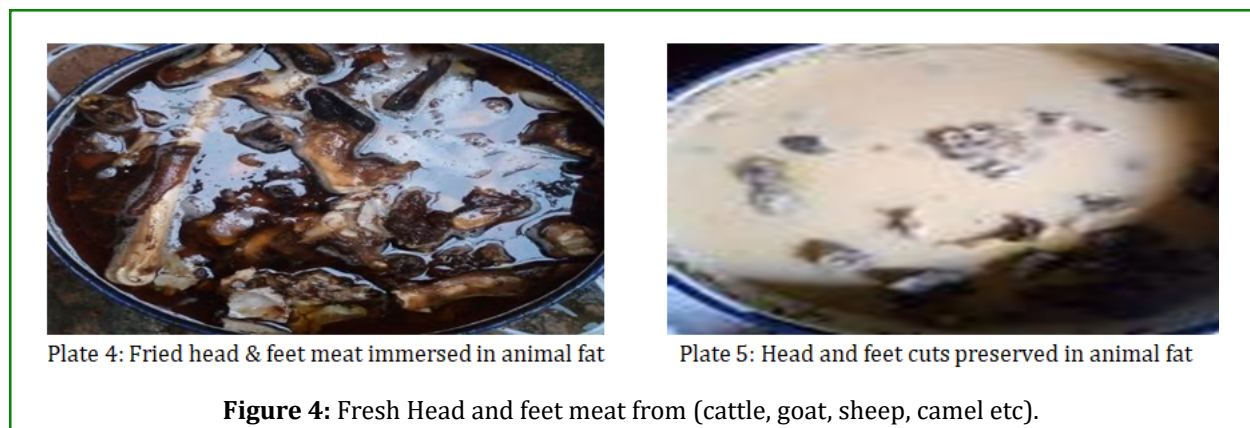 Plate 4: Fried head & feet meat immersed in animal fat
Plate 5: Head and feet cuts preserved in animal fat
Figure 4: Fresh Head and feet meat from (cattle, goat, sheep, camel etc).